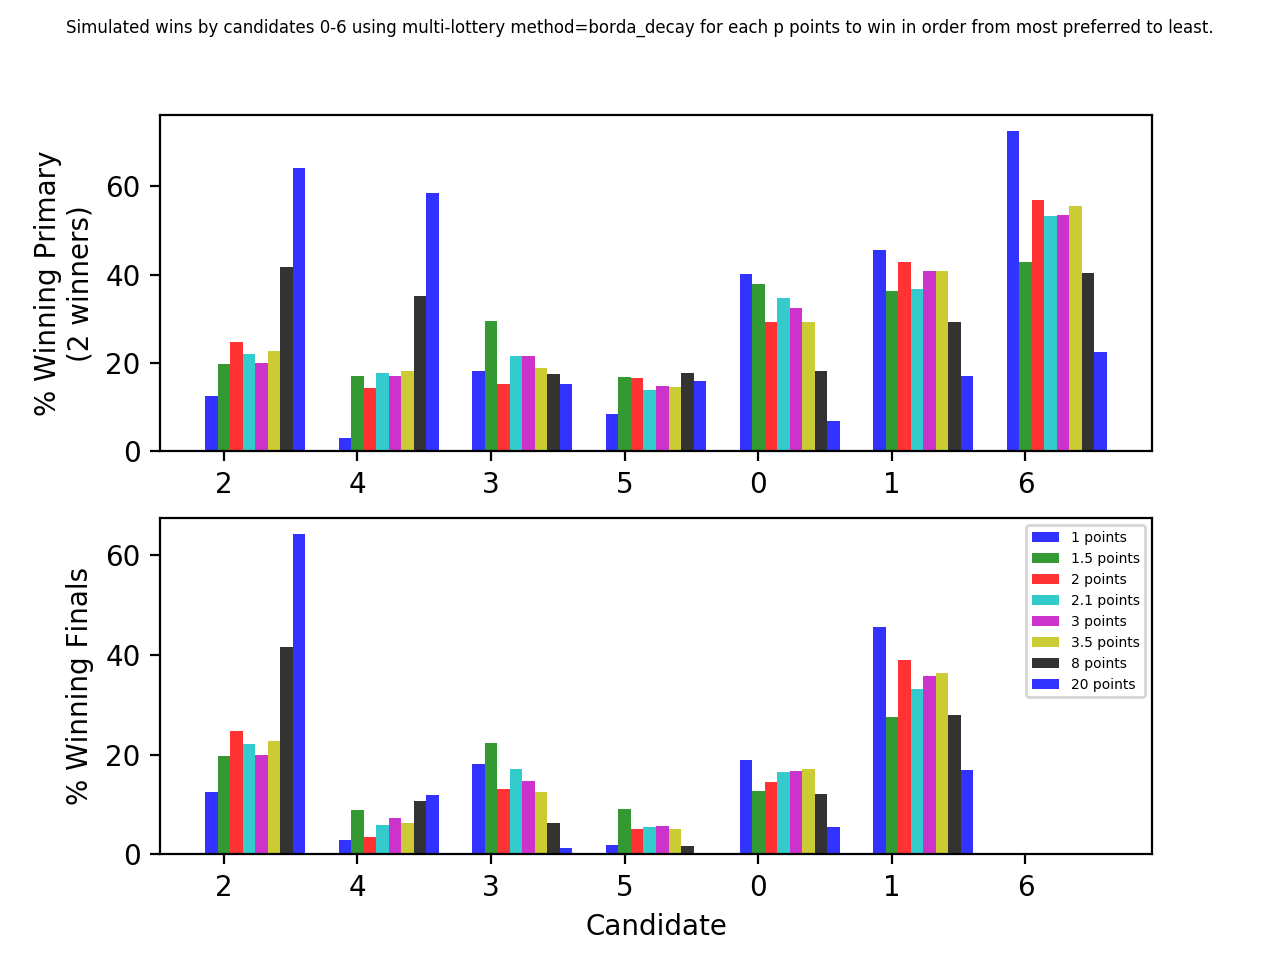 Simulated wins by candidates 0-6 using multi-lottery method=borda_decay for each p points to win in order from most preferred to least.
% Winning Primary
(2 winners)
60
40
20
0
2 4 3 5 0 1 6
% Winning Finals
60
40
20
0
1 points
1.5 points
2 points
2.1 points
3 points
3.5 points
8 points
20 points
2 4 3 5 0 1 6
Candidate